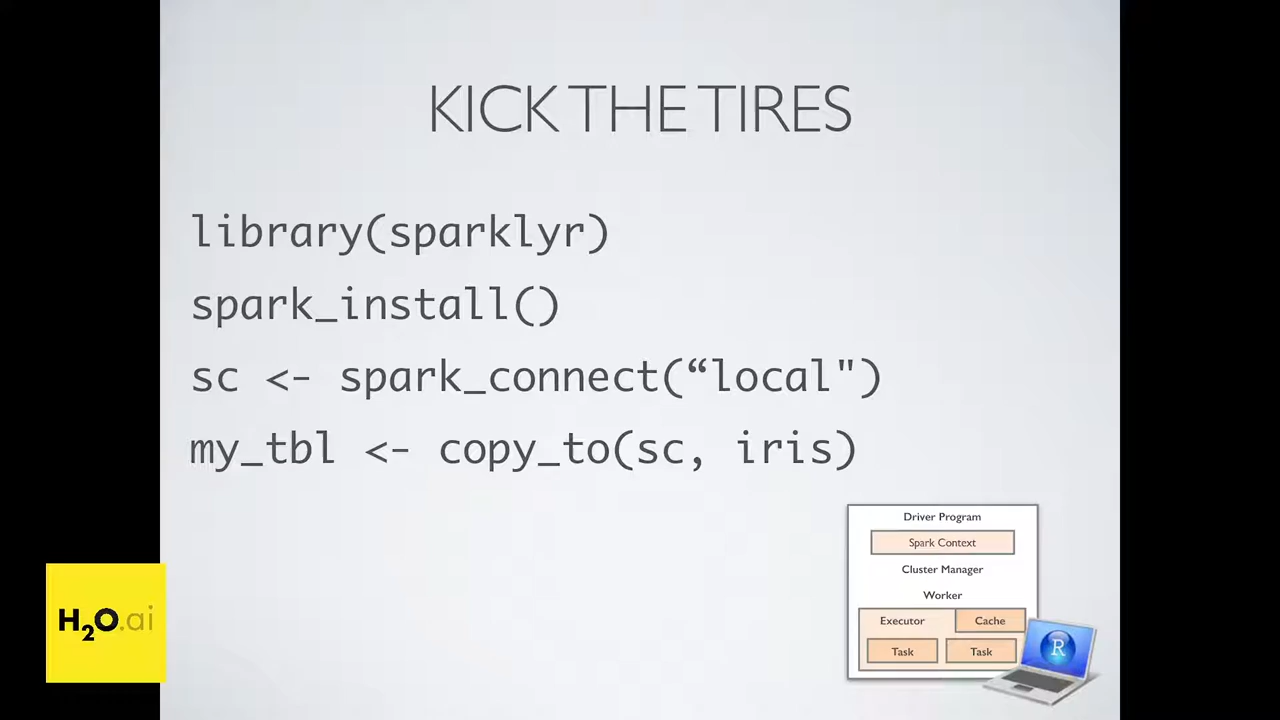 KICK THE TIRES
library(sparklyr)
spark_install()
sc <- spark_connect(“local")
my_tbl <- copy_to(sc, iris)
Driver Program
Spark Context
Cluster Manager
Worker
Executor
Cache
Task
Task
R
H2O.ai